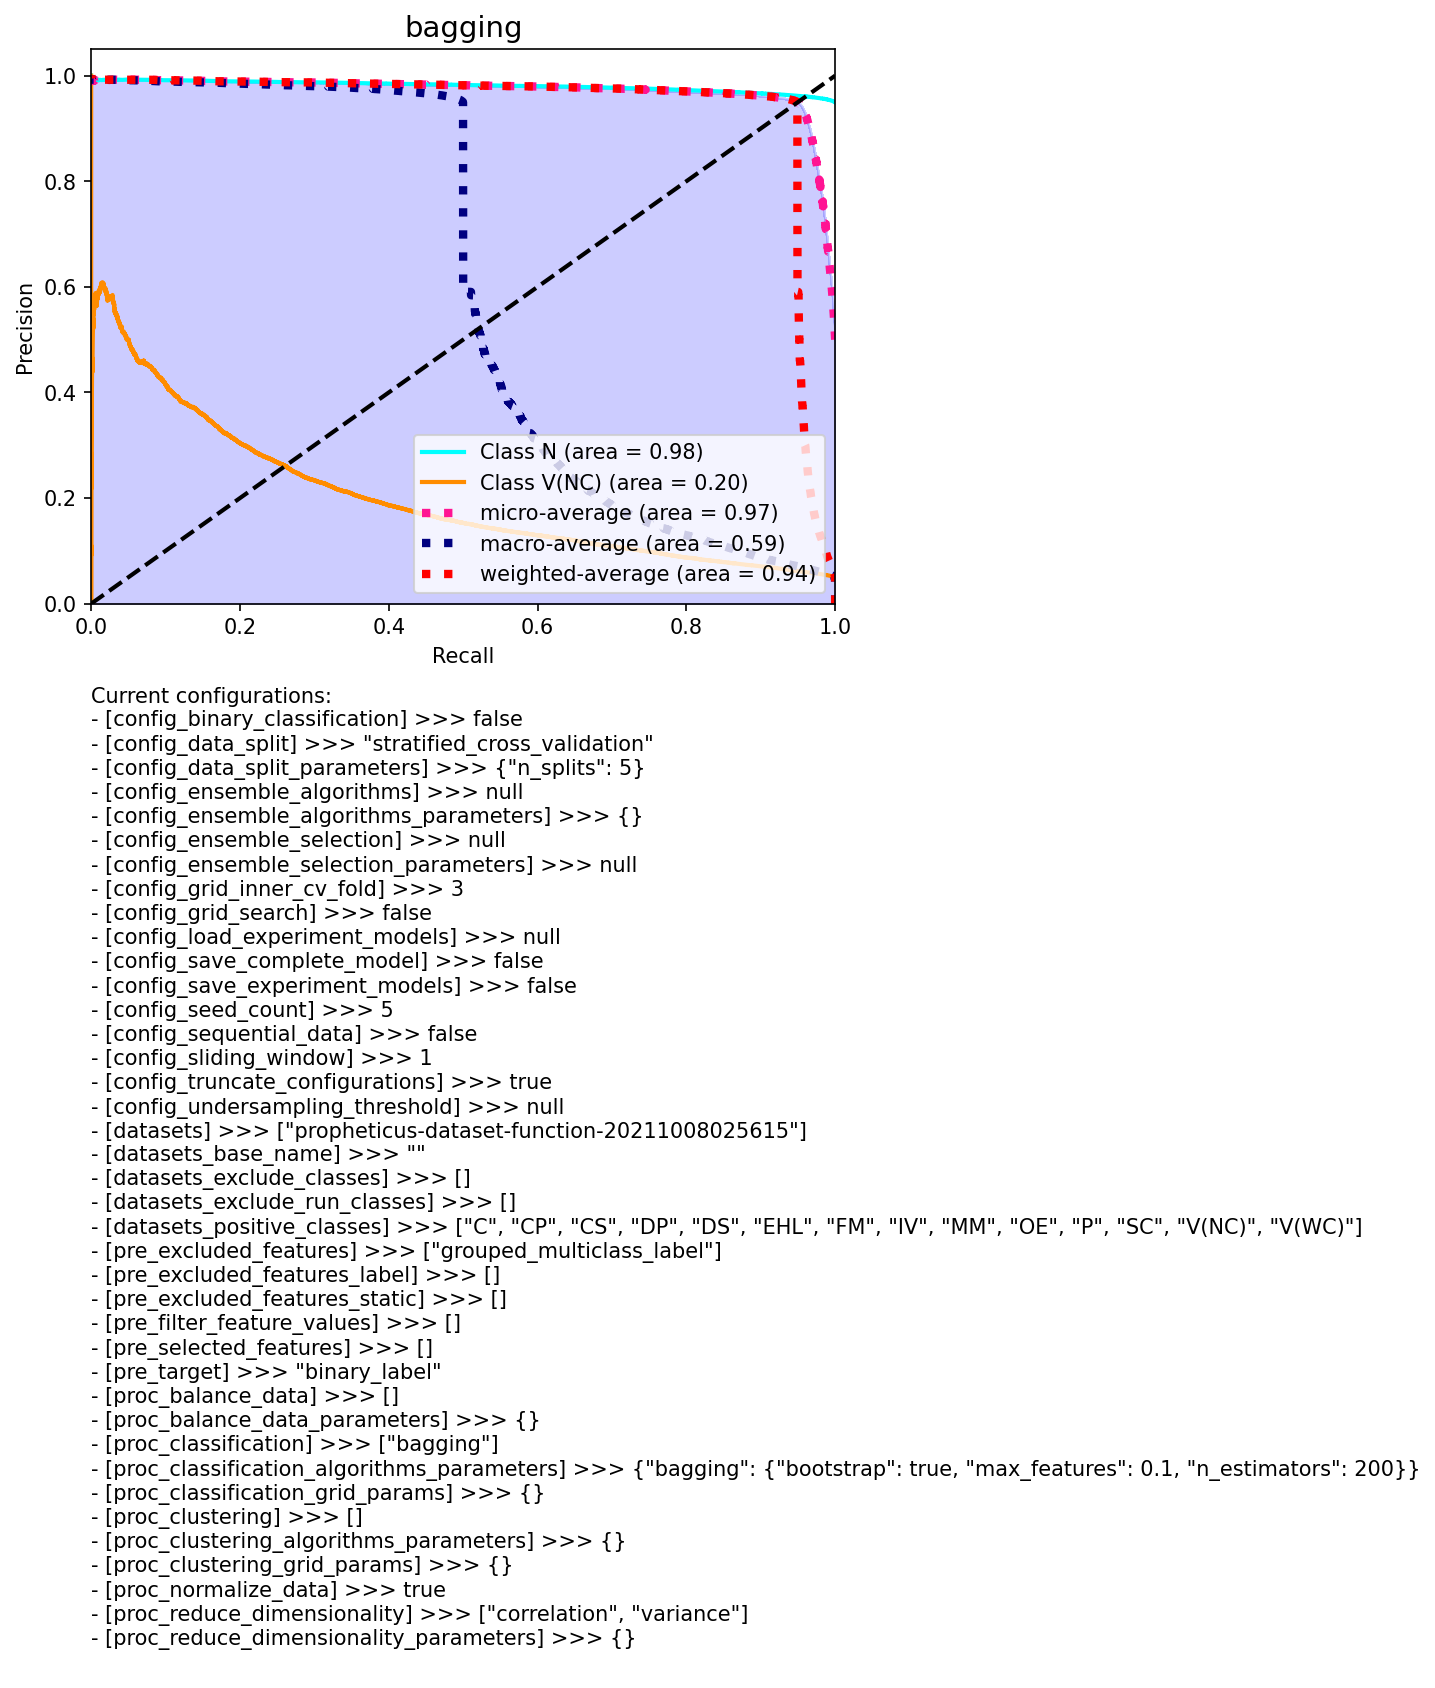 bagging
1.0
0.8
0.6
0.4
0.2
0.0
Precision
Class N (area = 0.98)
Class V(NC) (area = 0.20)
micro-average (area = 0.97)
macro-average (area = 0.59)
weighted-average (area = 0.94)
0.0 0.2 0.4 0.6 0.8 1.0
Recall
Current configurations:
- [config_binary_classification] >>> false
- [config_data_split] >>> "stratified_cross_validation"
- [config_data_split_parameters] >>> {"n_splits": 5}
- [config_ensemble_algorithms] >>> null
- [config_ensemble_algorithms_parameters] >>> {}
- [config_ensemble_selection] >>> null
- [config_ensemble_selection_parameters] >>> null
- [config_grid_inner_cv_fold] >>> 3
- [config_grid_search] >>> false
- [config_load_experiment_models] >>> null
- [config_save_complete_model] >>> false
- [config_save_experiment_models] >>> false
- [config_seed_count] >>> 5
- [config_sequential_data] >>> false
- [config_sliding_window] >>> 1
- [config_truncate_configurations] >>> true
- [config_undersampling_threshold] >>> null
- [datasets] >>> ["propheticus-dataset-function-20211008025615"]
- [datasets_base_name] >>> ""
- [datasets_exclude_classes] >>> []
- [datasets_exclude_run_classes] >>> []
- [datasets_positive_classes] >>> ["C", "CP", "CS", "DP", "DS", "EHL", "FM", "IV", "MM", "OE", "P", "SC", "V(NC)", "V(WC)"]
- [pre_excluded_features] >>> ["grouped_multiclass_label"]
- [pre_excluded_features_label] >>> []
- [pre_excluded_features_static] >>> []
- [pre_filter_feature_values] >>> []
- [pre_selected_features] >>> []
- [pre_target] >>> "binary_label"
- [proc_balance_data] >>> []
- [proc_balance_data_parameters] >>> {}
- [proc_classification] >>> ["bagging"]
- [proc_classification_algorithms_parameters] >>> {"bagging": {"bootstrap": true, "max_features": 0.1, "n_estimators": 200}}
- [proc_classification_grid_params] >>> {}
- [proc_clustering] >>> []
- [proc_clustering_algorithms_parameters] >>> {}
- [proc_clustering_grid_params] >>> {}
- [proc_normalize_data] >>> true
- [proc_reduce_dimensionality] >>> ["correlation", "variance"]
- [proc_reduce_dimensionality_parameters] >>> {}